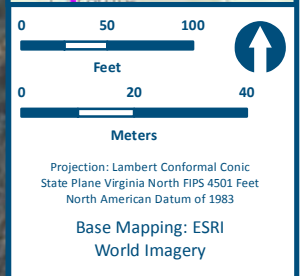 0 50 100
Feet
0 20 40
Meters
Projection: Lambert Conformal Conic
State Plane Virginia North FIPS 4501 Feet
North American Datum of 1983
Base Mapping: ESRI
World Imagery